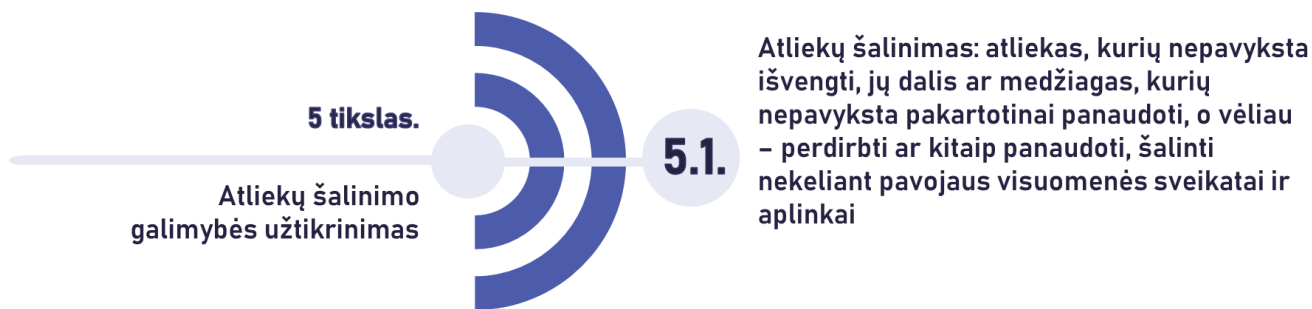 5 tikslas.
Atliekų šalinimo
galimybės užtikrinimas
5.1.
Atliekų šalinimas: atliekas, kurių nepavyksta
išvengti, jų dalis ar medžiagas, kurių
nepavyksta pakartotinai panaudoti, o vėliau
– perdirbti ar kitaip panaudoti, šalinti
nekeliant pavojaus visuomenės sveikatai ir
aplinkai